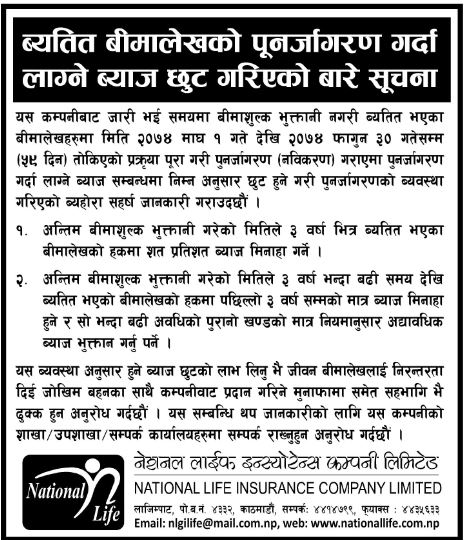 ब्यतित बीमालेखको पूनर्जागरण गर्दा
लाग्ने ब्याज छुट गरिएको बारे सूचना
यस कम्पनीबाट जारी भई समयमा बीमाशुल्क भुक्तानी नगरी ब्यतित भएका
बीमालेखहरुमा मिति २०७४ माघ १ गते देखि २०७४ फागुन ३० गतेसम्म
(५९ दिन) तोकिएको प्रकृया पूरा गरी पुनर्जागरण (नविकरण) गराएमा पुनर्जागरण
गर्दा लाग्ने ब्याज सम्बन्धमा निम्न अनुसार छुट हुने गरी पुनर्जागरणको ब्यवस्था
गरिएको ब्यहोरा सहर्ष जानकारी गराउदछौं ।
१. अन्तिम बीमाशुल्क भुक्तानी गरेको मितिले ३ वर्षा भित्र ब्यतित भएका
बीमालेखको हकमा शत प्रतिशत ब्याज मिनाहा गर्ने ।
२. अन्तिम बीमाशुल्क भुक्तानी गरेको मितिले ३ वर्षा भन्दा बढी समय देखि
ब्यतित भएको बीमालेखको हकमा पछिल्लो ३ वर्षा सम्मको मात्र ब्याज मिनाहा
हुने र सो भन्दा बढी अवधिको पुरानो खण्डको मात्र नियमानुसार अद्यावधिक
ब्याज भुक्तान गर्नु पर्ने ।
यस ब्यवस्था अनुसार हुने ब्याज छुटको लाभ लिनु भै जीवन बीमालेखलाई निरन्तरता
दिई जोखिम बहनका साथै कम्पनीवाट प्रदान गरिने मुनाफामा समेत सहभागि भै
ढुक्क हुन अनुरोध गर्दछौं । यस सम्बन्धि थप जानकारीको लागि यस कम्पनीको
शाखा/उपशाखा/सम्पर्क कार्यालयहरुमा सम्पर्क राख्नुहुन अनुरोध गर्दछौं ।
National Life
नेशनल लाईफ इन्स्योरेन्स कम्पनी लिमिटेड
NATIONAL LIFE INSURANCE COMPANY LIMITED
लाजिम्पाट, पो.ब.नं. ४३३२, काठमाडौं, सम्पर्क: ४४१४७९९, फ्याक्स : ४४३५६३३
Email: nlgilife@mail.com.np, web: www.nationallife.com.np